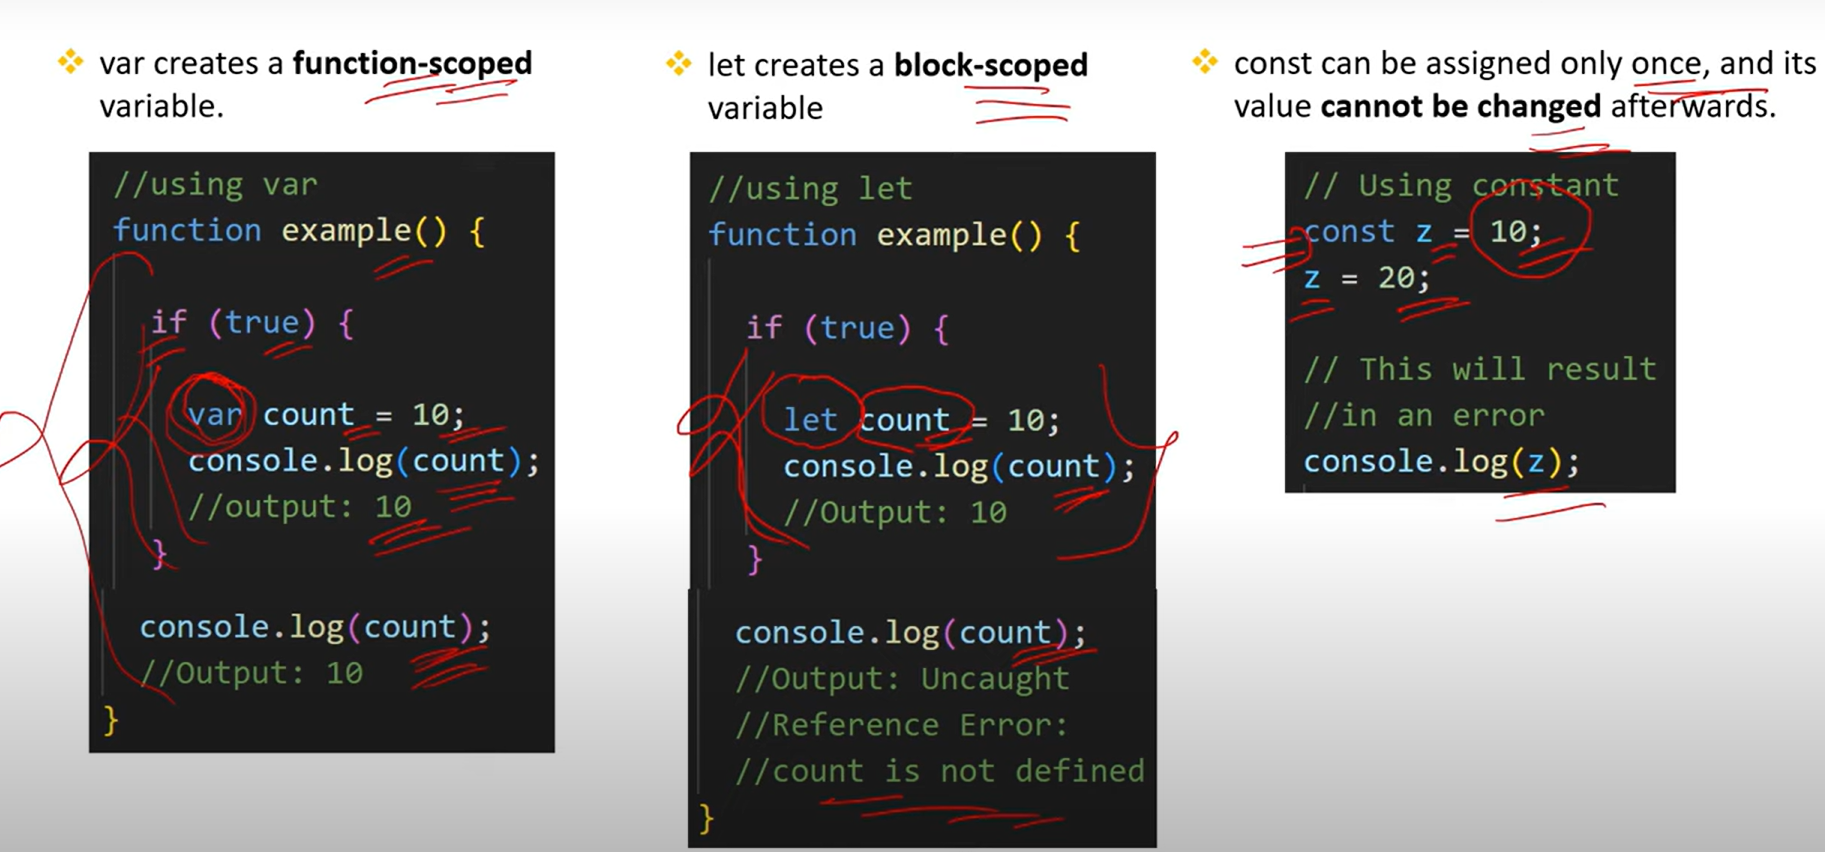 var creates a function-scoped
variable.
//using var
function example() {
if (true) {
var count = 10;
console.log(count);
//output: 10
}
console.log(count);
//Output: 10
}
let creates a block-scoped
variable
//using let
function example() {
if (true) {
let count = 10;
console.log(count);
//Output: 10
}
console.log(count);
//Output: Uncaught
//Reference Error:
//count is not defined
}
const can be assigned only once, and its
value cannot be changed afterwards.
// Using constant
const z = 10;
z = 20;
// This will result
//in an error
console.log(z);